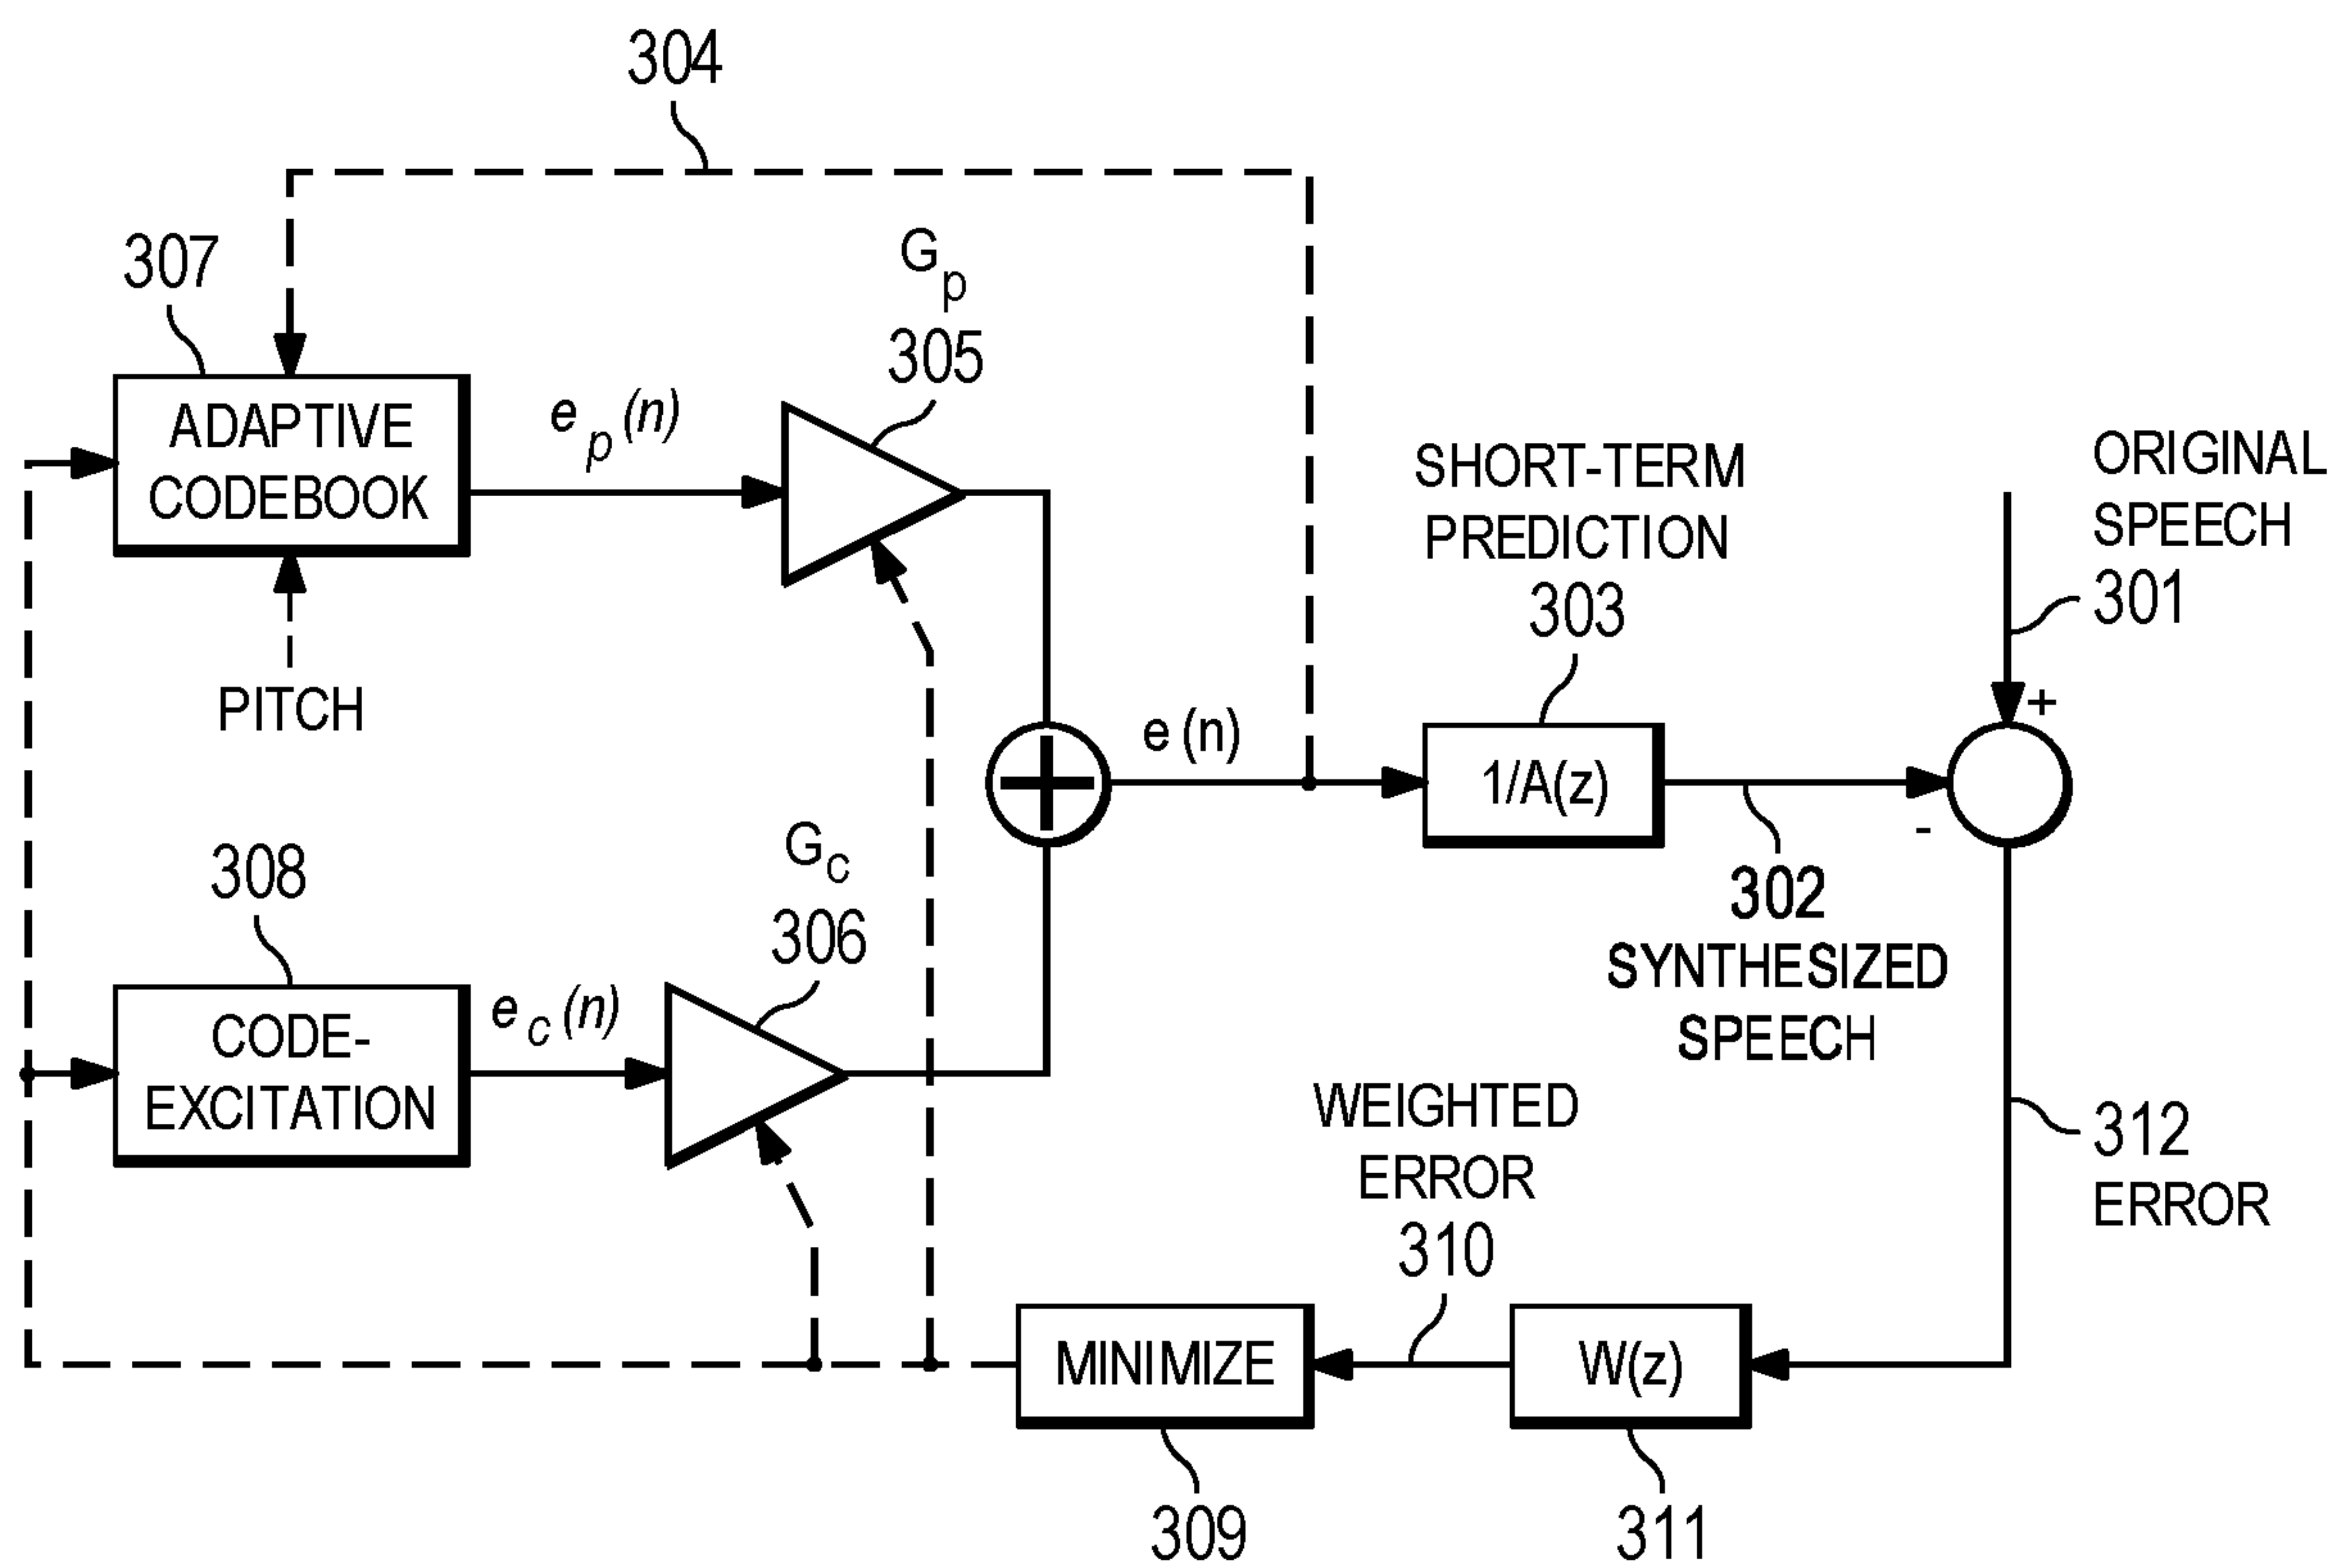 304
307
G
p
305
ADAPTIVE
CODEBOOK
e p (n)
PITCH
SHORT-TERM
PREDICTION
303
ORIGINAL
SPEECH
301
+
e (n)
1/A(z)
-
302
SYNTHESIZED
SPEECH
308
G c
306
CODE-
EXCITATION
e c (n)
WEIGHTED
ERROR
310
312
ERROR
MINIMIZE
W(z)
309
311